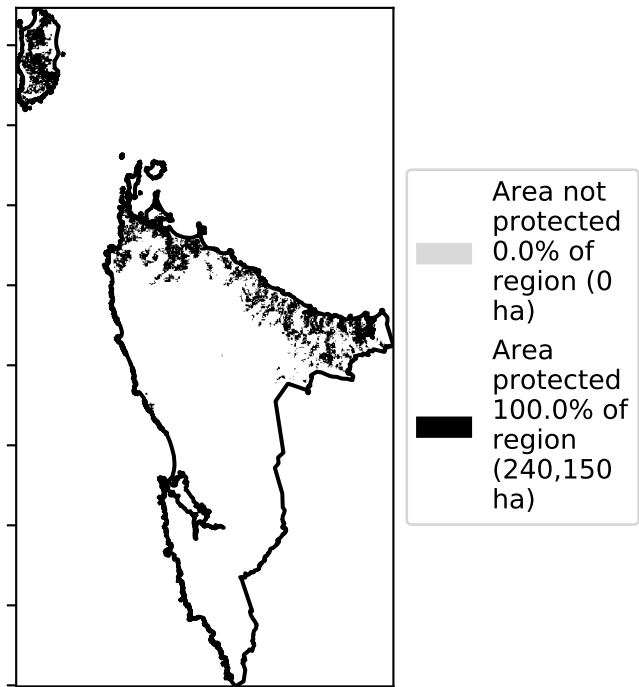 Area not
protected
0.0% of
region (0
ha)
Area
protected
100.0% of
region
(240,150
ha)